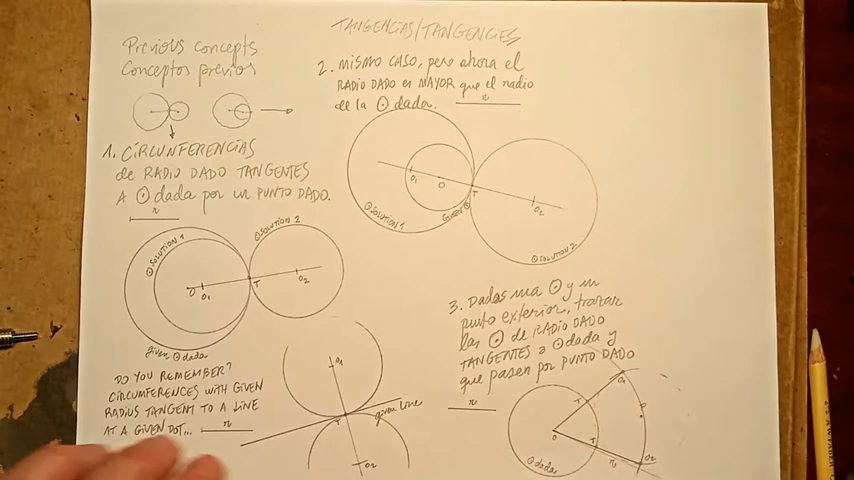 TANGENCIAS/TANGENCIES
Previous concepts
Conceptos previos
1. CIRCUNFERENCIAS
de RADIO DADO TANGENTES
A ⊙ dada por un PUNTO DADO.
r
⊙ SOLUTION 1
⊙ SOLUTION 2
O
O1
T
O2
given ⊙ dada
DO YOU REMEMBER?
CIRCUMFERENCES WITH GIVEN
RADIUS TANGENT TO A LINE
AT A GIVEN DOT...
r
O1
T
given line
O2
2. MISMO CASO, pero ahora el
RADIO DADO es MAYOR que el radio
de la ⊙ dada.
r
O1
O
T
O2
⊙ SOLUTION 1
Given ⊙
⊙ SOLUTION 2
3. Dadas una ⊙ y un
punto exterior, trazar
las ⊙ de RADIO DADO
TANGENTES a ⊙ dada y
que pasen por PUNTO DADO
r
O1
T
P
O
T
O2
⊙ dada